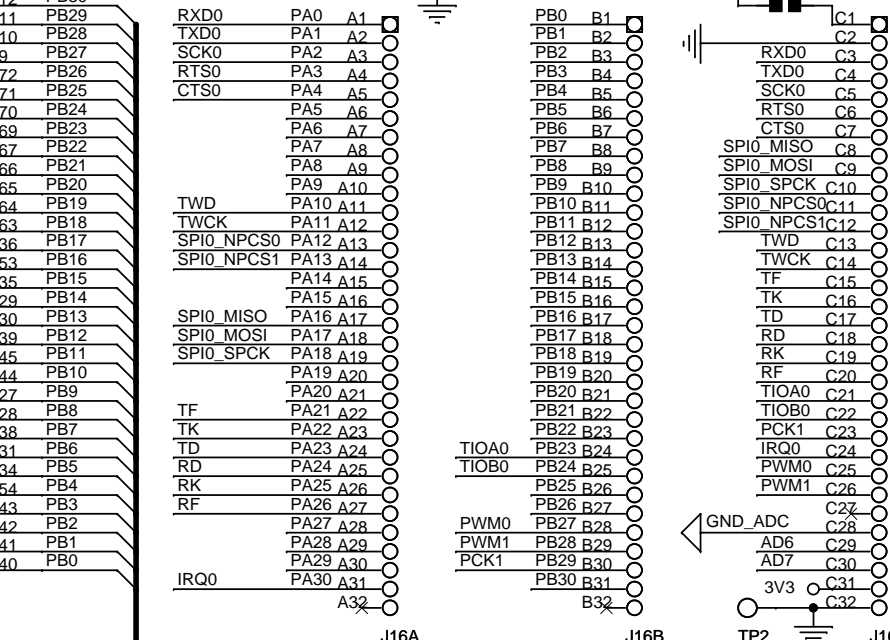 PB29
10 PB28
9 PB27
72 PB26
71 PB25
70 PB24
69 PB23
67 PB22
66 PB21
65 PB20
64 PB19
63 PB18
36 PB17
53 PB16
35 PB15
29 PB14
30 PB13
39 PB12
45 PB11
44 PB10
27 PB9
28 PB8
38 PB7
31 PB6
34 PB5
54 PB4
43 PB3
42 PB2
41 PB1
40 PB0
RXD0 PA0 A1
TXD0 PA1 A2
SCK0 PA2 A3
RTS0 PA3 A4
CTS0 PA4 A5
PA5 A6
PA6 A7
PA7 A8
PA8 A9
PA9 A10
TWD PA10 A11
TWCK PA11 A12
SPI0_NPCS0 PA12 A13
SPI0_NPCS1 PA13 A14
PA14 A15
PA15 A16
SPI0_MISO PA16 A17
SPI0_MOSI PA17 A18
SPI0_SPCK PA18 A19
PA19 A20
PA20 A21
TF PA21 A22
TK PA22 A23
TD PA23 A24
RD PA24 A25
RK PA25 A26
RF PA26 A27
PA27 A28
PA28 A29
PA29 A30
IRQ0 PA30 A31
A32
J16A
PB0 B1
PB1 B2
PB2 B3
PB3 B4
PB4 B5
PB5 B6
PB6 B7
PB7 B8
PB8 B9
PB9 B10
PB10 B11
PB11 B12
PB12 B13
PB13 B14
PB14 B15
PB15 B16
PB16 B17
PB17 B18
PB18 B19
PB19 B20
PB20 B21
PB21 B22
PB22 B23
TIOA0 PB23 B24
TIOB0 PB24 B25
PB25 B26
PB26 B27
PWM0 PB27 B28
PWM1 PB28 B29
PCK1 PB29 B30
PB30 B31
B32
J16B
C1
C2
RXD0 C3
TXD0 C4
SCK0 C5
RTS0 C6
CTS0 C7
SPI0_MISO C8
SPI0_MOSI C9
SPI0_SPCK C10
SPI0_NPCS0 C11
SPI0_NPCS1 C12
TWD C13
TWCK C14
TF C15
TK C16
TD C17
RD C18
RK C19
RF C20
TIOA0 C21
TIOB0 C22
PCK1 C23
IRQ0 C24
PWM0 C25
PWM1 C26
C27
GND_ADC C28
AD6 C29
AD7 C30
3V3 C31
C32
TP2